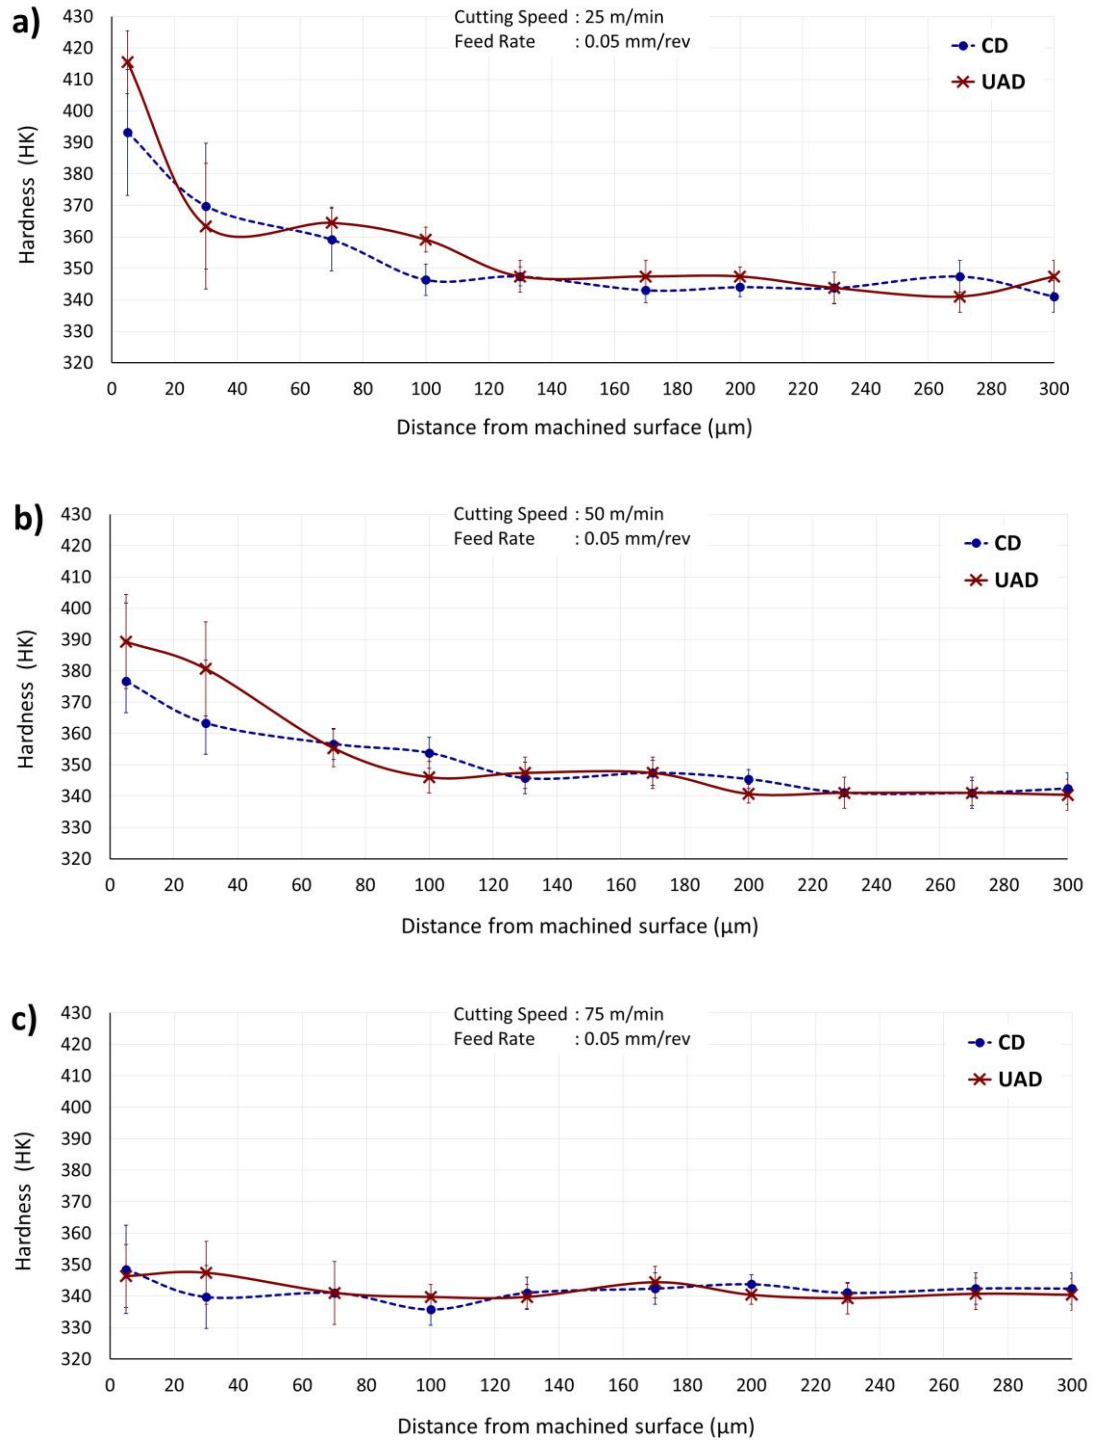 a)
Cutting Speed : 25 m/min
Feed Rate : 0.05 mm/rev
CD
UAD
Hardness (HK)
430
420
410
400
390
380
370
360
350
340
330
320
0 20 40 60 80 100 120 140 160 180 200 220 240 260 280 300
Distance from machined surface (μm)
b)
Cutting Speed : 50 m/min
Feed Rate : 0.05 mm/rev
CD
UAD
Hardness (HK)
430
420
410
400
390
380
370
360
350
340
330
320
0 20 40 60 80 100 120 140 160 180 200 220 240 260 280 300
Distance from machined surface (μm)
c)
Cutting Speed : 75 m/min
Feed Rate : 0.05 mm/rev
CD
UAD
Hardness (HK)
430
420
410
400
390
380
370
360
350
340
330
320
0 20 40 60 80 100 120 140 160 180 200 220 240 260 280 300
Distance from machined surface (μm)